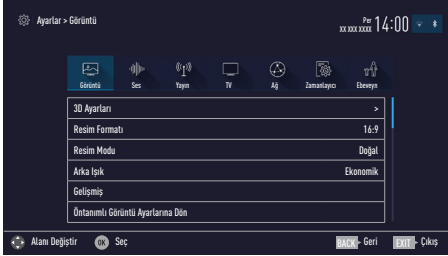 Ayarlar > Görüntü
Per
xx xxx xxxx 14:00
Görüntü Ses Yayın TV Ağ Zamanlayıcı Ebeveyn
3D Ayarları >
Resim Formatı 16:9
Resim Modu Doğal
Arka Işık Ekonomik
Gelişmiş
Öntanımlı Görüntü Ayarlarına Dön
Alanı Değiştir OK Seç BACK Geri EXIT Çıkış